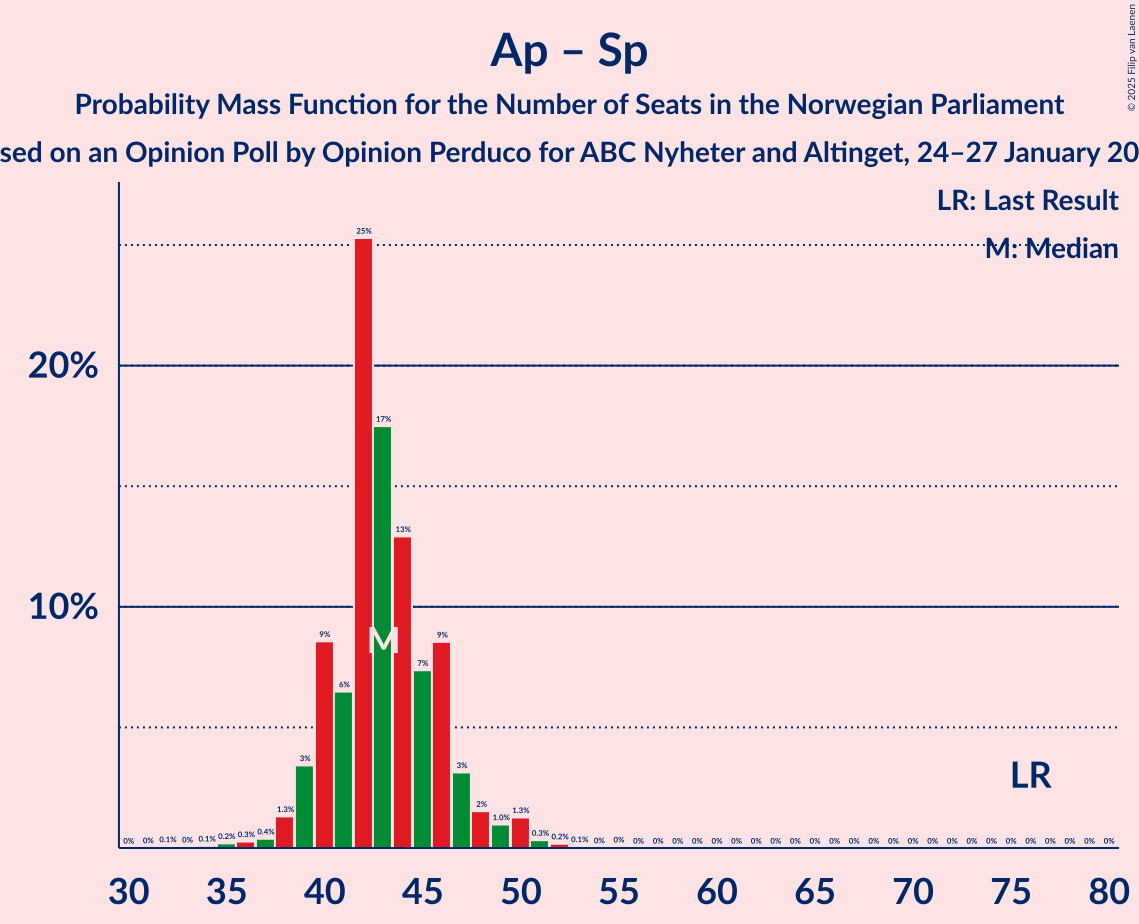 Ap – Sp
Probability Mass Function for the Number of Seats in the Norwegian Parliament
sed on an Opinion Poll by Opinion Perduco for ABC Nyheter and Altinget, 24–27 January 20
© 2025 Filip van Laenen
LR: Last Result
M: Median
20%
10%
25%
17%
13%
9%
6%
7%
9%
M
3%
3%
LR
0% 0% 0.1% 0% 0.1% 0.2% 0.3% 0.4% 1.3% 2% 1.0% 1.3% 0.3% 0.2% 0.1% 0% 0% 0% 0% 0% 0% 0% 0% 0% 0% 0% 0% 0% 0% 0% 0% 0% 0% 0% 0% 0% 0% 0% 0% 0% 0% 0%
30 35 40 45 50 55 60 65 70 75 80